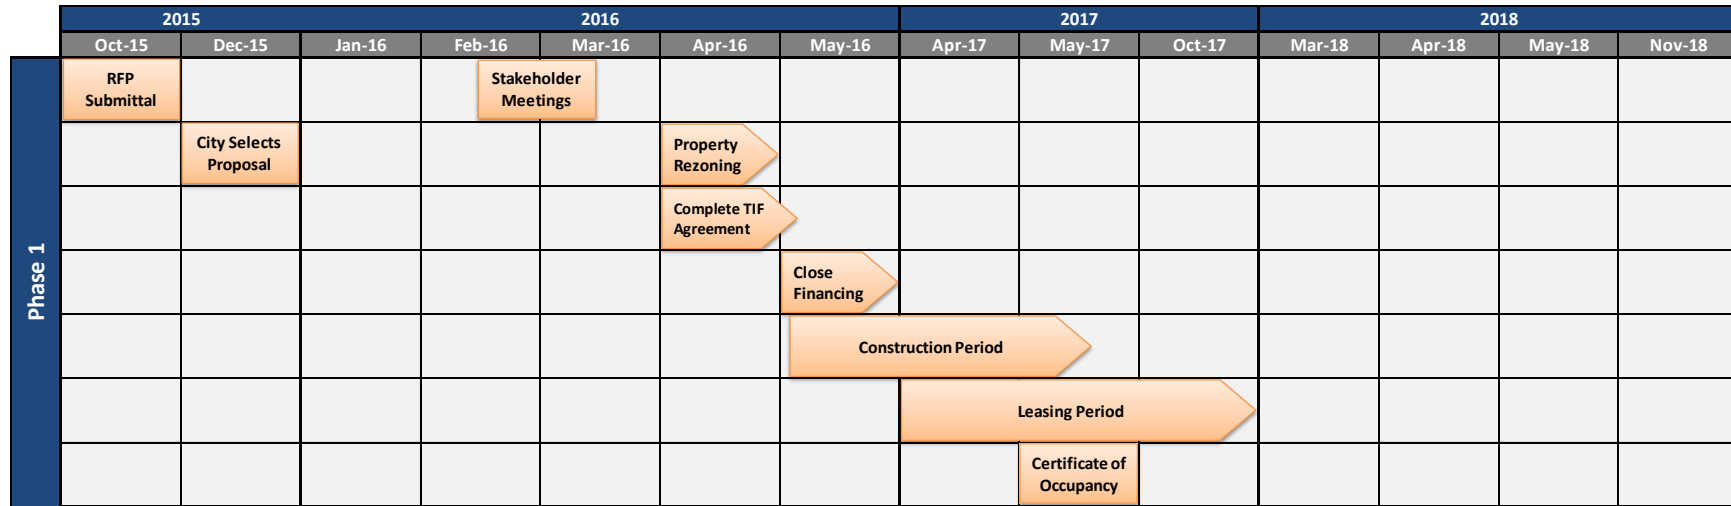 2015 2016 2017 2018
Oct-15 Dec-15 Jan-16 Feb-16 Mar-16 Apr-16 May-16 Apr-17 May-17 Oct-17 Mar-18 Apr-18 May-18 Nov-18
Phase 1
RFP
Submittal
Stakeholder
Meetings
City Selects
Proposal
Property
Rezoning
Complete TIF
Agreement
Close
Financing
Construction Period
Leasing Period
Certificate of
Occupancy